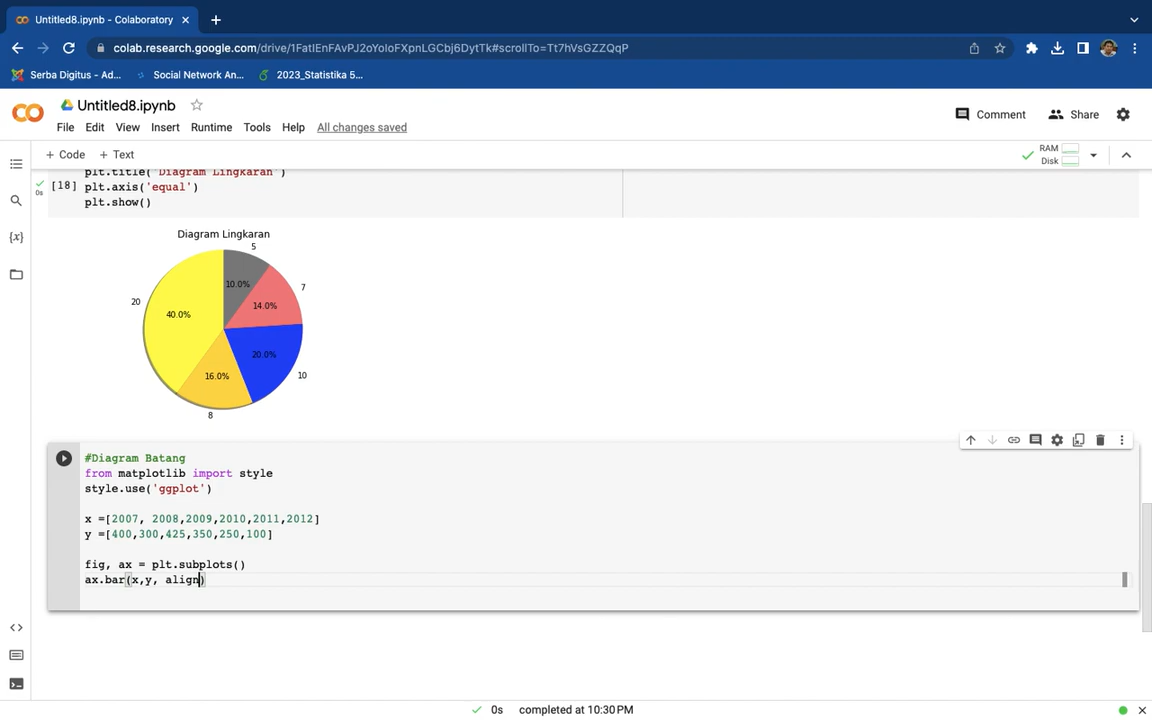 Untitled8.ipynb - Colaboratory
colab.research.google.com/drive/1FatIEnFAvPJ2oYoIoFXpnLGCbj6DytTk#scrollTo=Tt7hVsGZZQqP
Serba Digitus - Ad...
Social Network An...
2023_Statistika 5...
Untitled8.ipynb
Comment
Share
File Edit View Insert Runtime Tools Help All changes saved
+ Code + Text
RAM
Disk
plt.title('Diagram Lingkaran')
[18] plt.axis('equal')
0s
plt.show()
Diagram Lingkaran
5
10.0%
7
20
14.0%
40.0%
20.0%
16.0%
10
8
#Diagram Batang
from matplotlib import style
style.use('ggplot')
x =[2007, 2008,2009,2010,2011,2012]
y =[400,300,425,350,250,100]
fig, ax = plt.subplots()
ax.bar(x,y, align)
0s completed at 10:30 PM